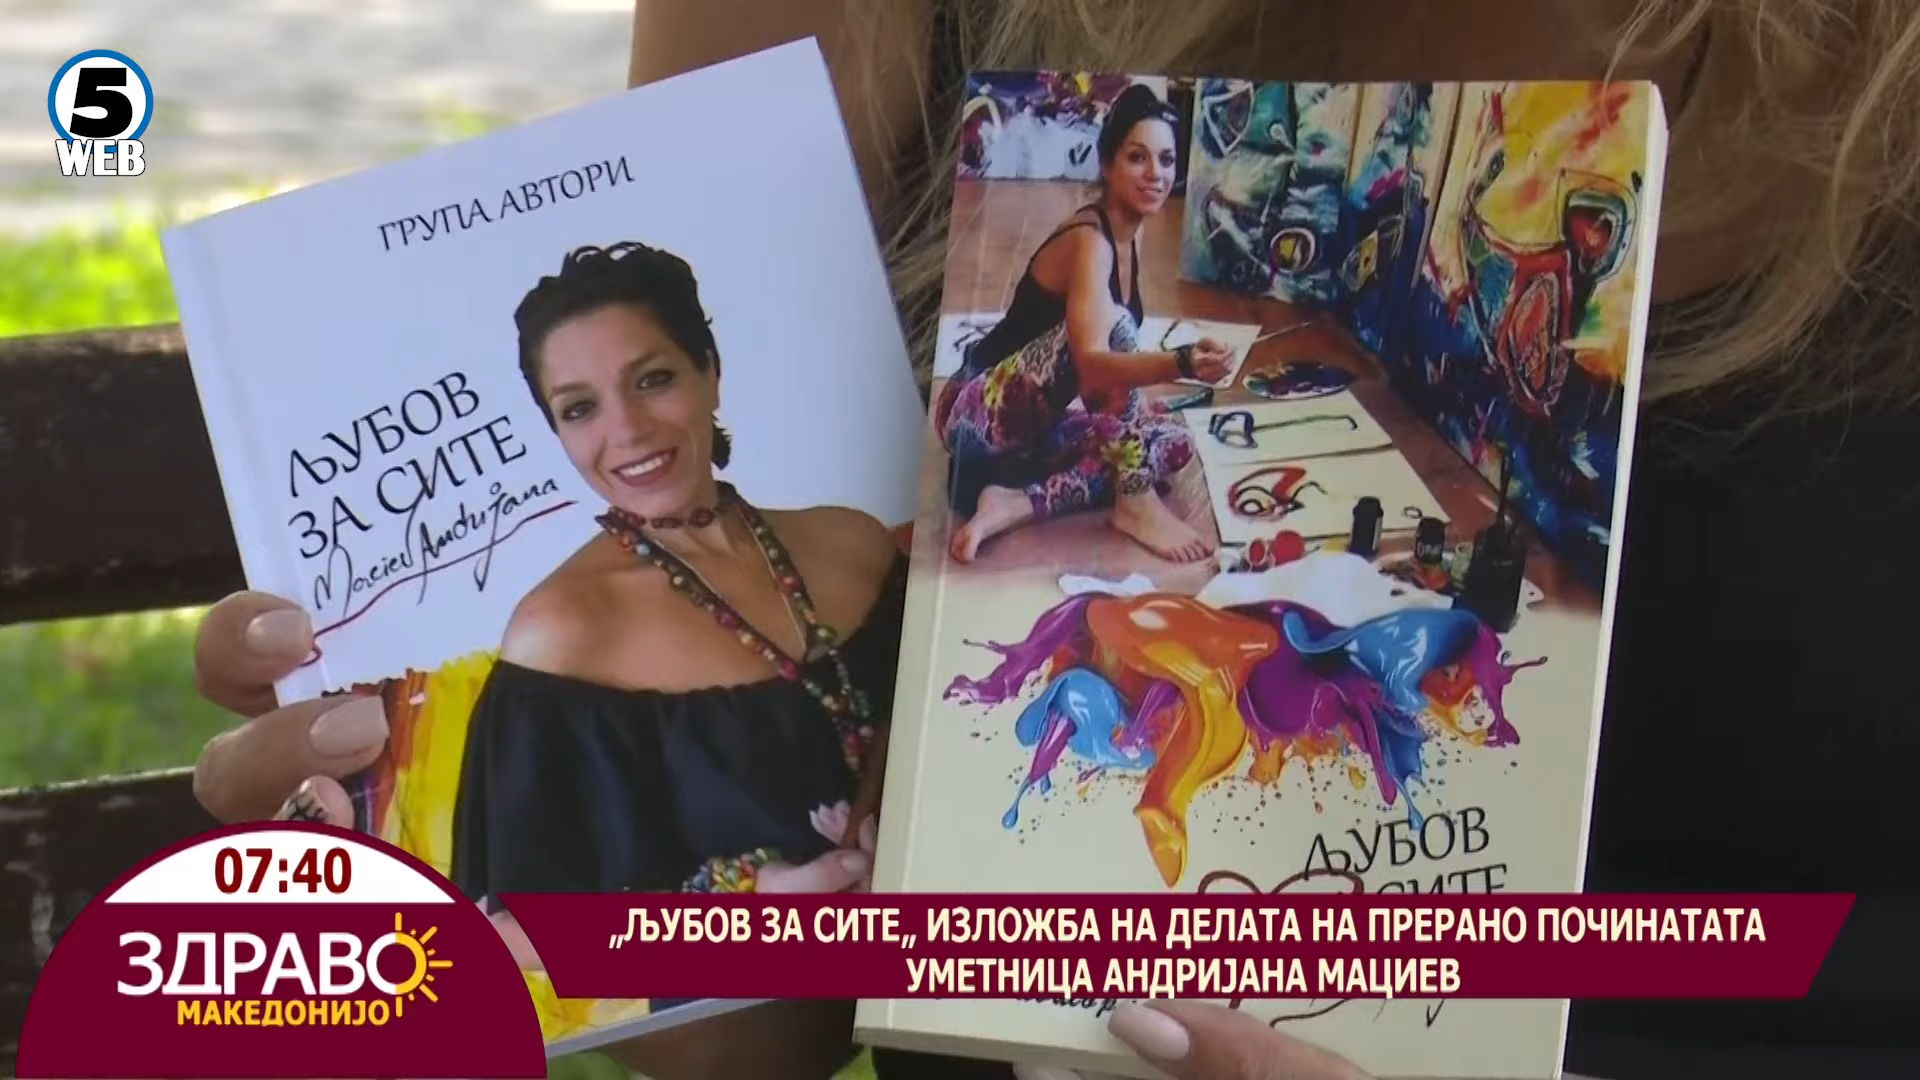 5
WEB
ГРУПА АВТОРИ
ЉУБОВ
ЗА СИТЕ
ЉУБОВ
СИТЕ
07:40
ЗДРАВО
МАКЕДОНИЈО
„ЉУБОВ ЗА СИТЕ„ ИЗЛОЖБА НА ДЕЛАТА НА ПРЕРАНО ПОЧИНАТАТА
УМЕТНИЦА АНДРИЈАНА МАЦИЕВ